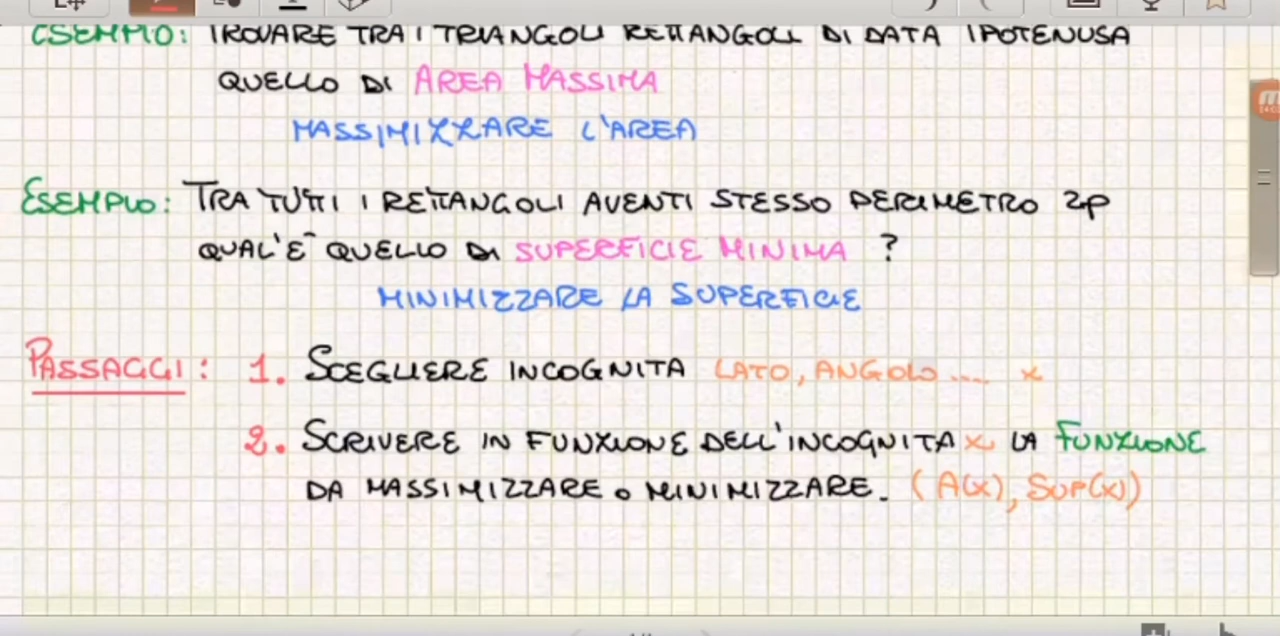 ESEMPIO: TROVARE TRA I TRIANGOLI RETTANGOLI DI DATA IPOTENUSA
QUELLO DI AREA MASSIMA
MASSIMIZZARE L'AREA
ESEMPIO: TRA TUTTI I RETTANGOLI AVENTI STESSO PERIMETRO 2p
QUAL'È QUELLO DI SUPERFICIE MINIMA ?
MINIMIZZARE LA SUPERFICIE
PASSAGGI: 1. SCEGLIERE INCOGNITA LATO, ANGOLO .... x
2. SCRIVERE IN FUNZIONE DELL'INCOGNITA x LA FUNZIONE
DA MASSIMIZZARE O MINIMIZZARE. (A(x), SUP(x))